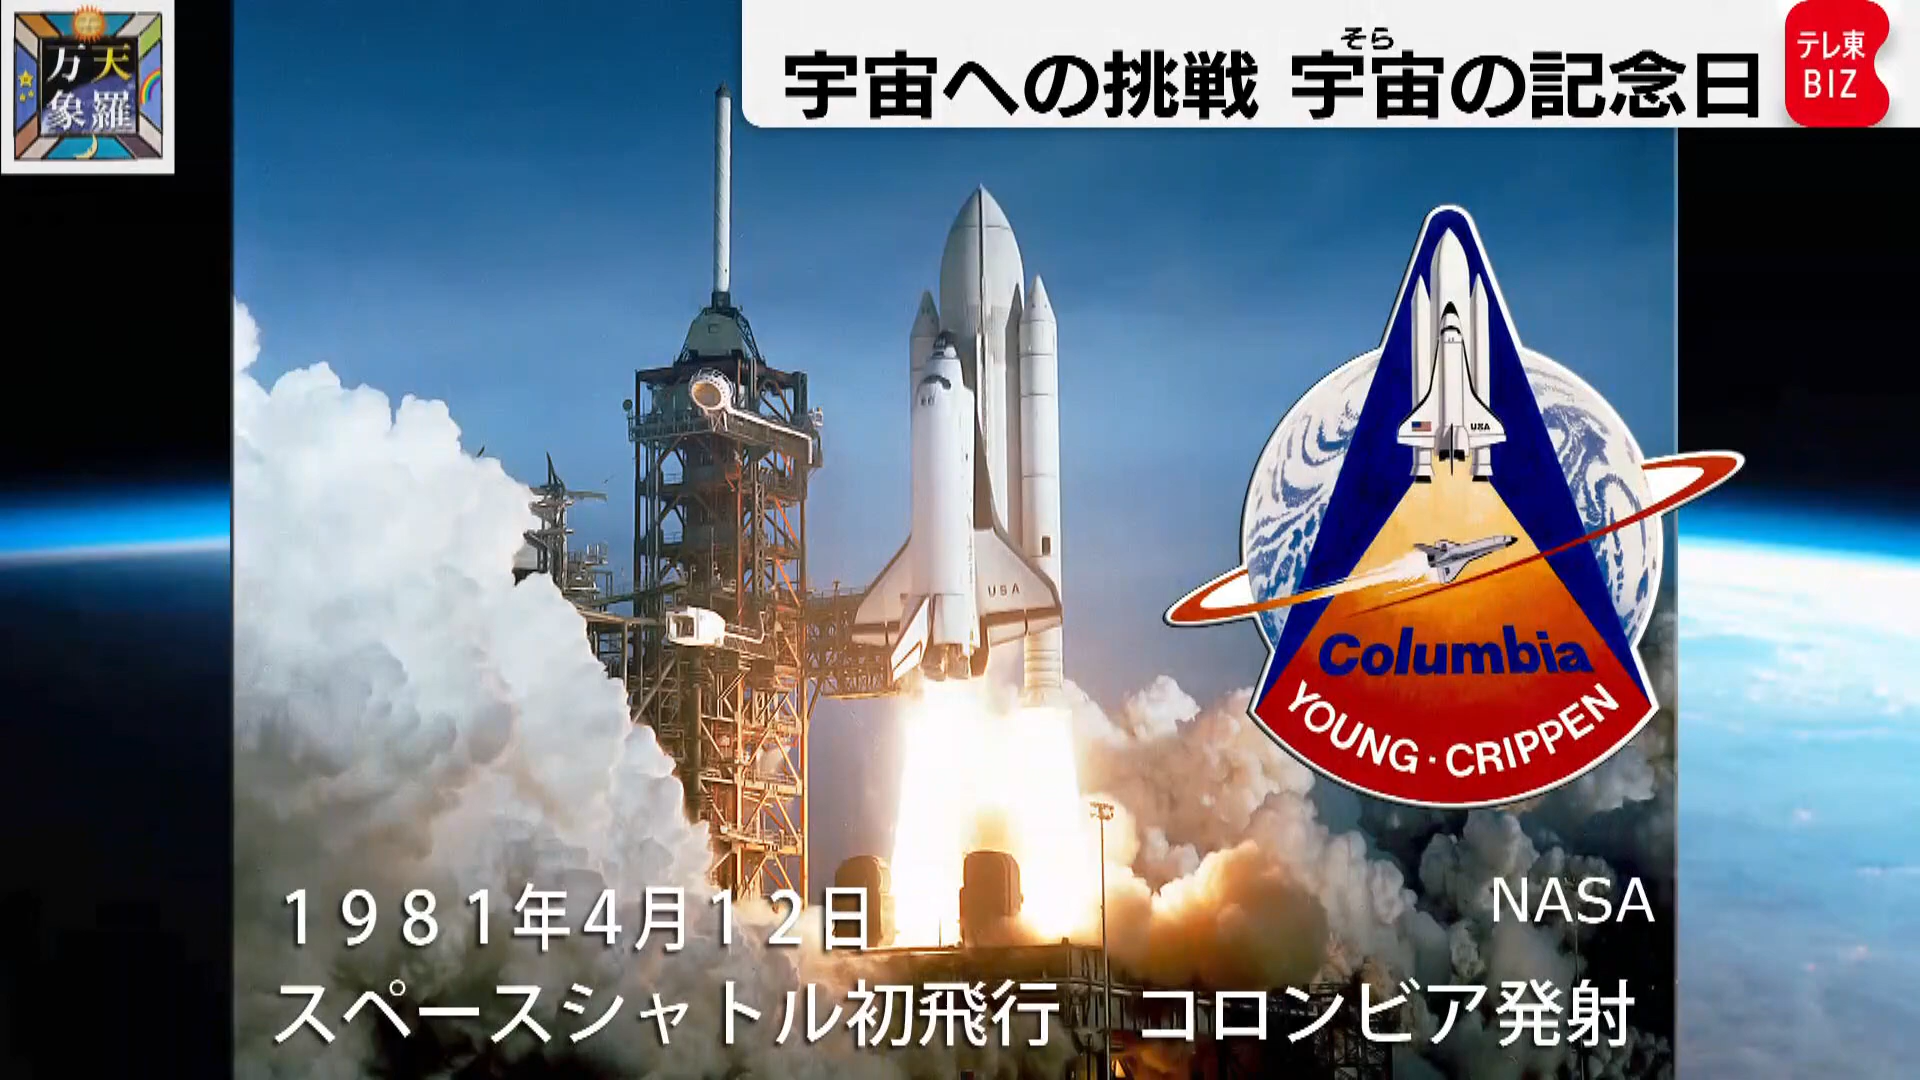 天羅
万象
そら
宇宙への挑戦 宇宙の記念日
テレ東
BIZ
USA
USA
Columbia
YOUNG・CRIPPEN
NASA
１９８１年４月１２日
スペースシャトル初飛行　コロンビア発射